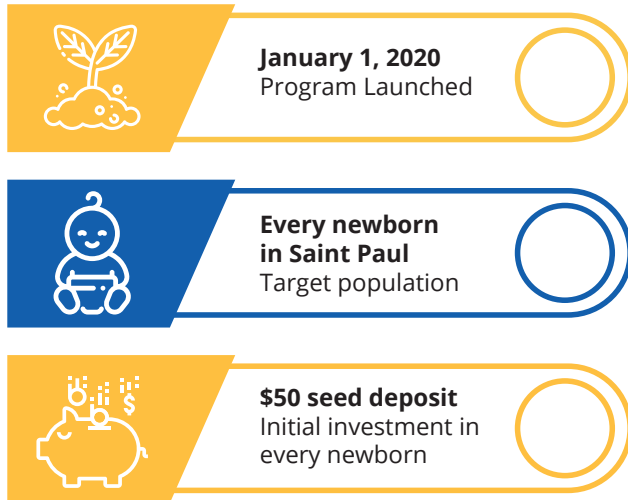 January 1, 2020
Program Launched
Every newborn
in Saint Paul
Target population
$
$50 seed deposit
Initial investment in
every newborn